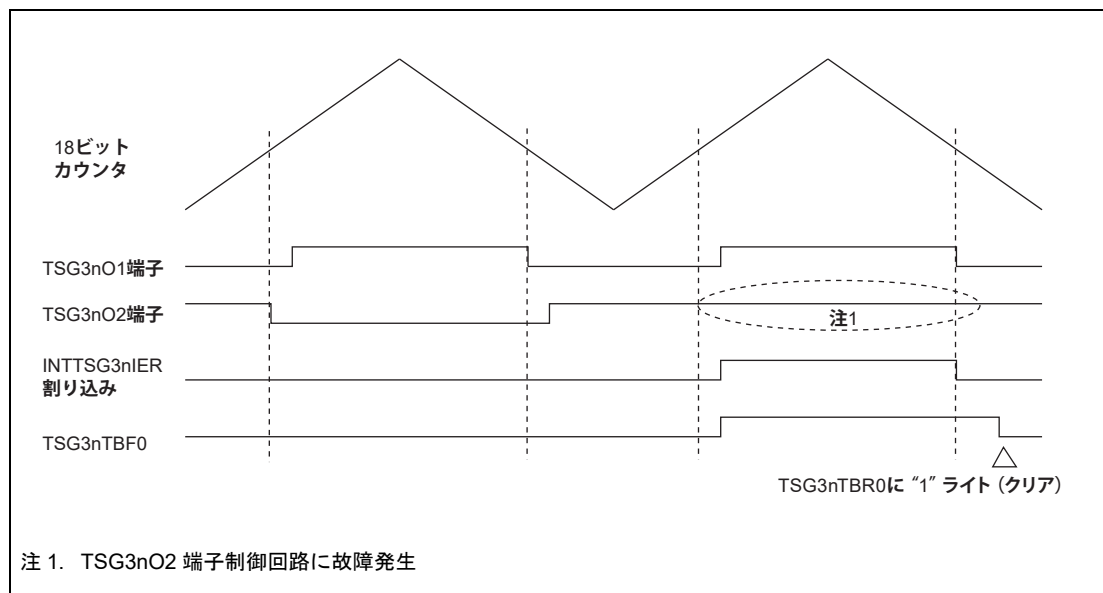 18ビット
カウンタ
TSG3nO1端子
TSG3nO2端子
注1
INTTSG3nIER
割り込み
TSG3nTBF0
TSG3nTBR0に “1” ライト（クリア）
注 1. TSG3nO2 端子制御回路に故障発生